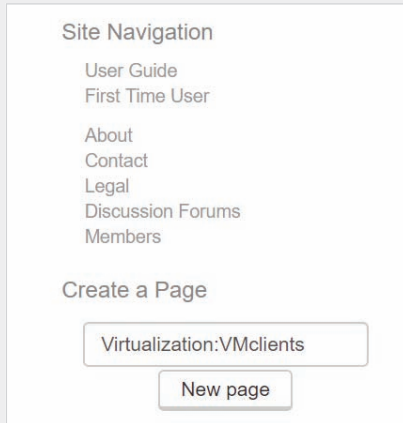 Site Navigation
User Guide
First Time User
About
Contact
Legal
Discussion Forums
Members
Create a Page
Virtualization:VMclients
New page